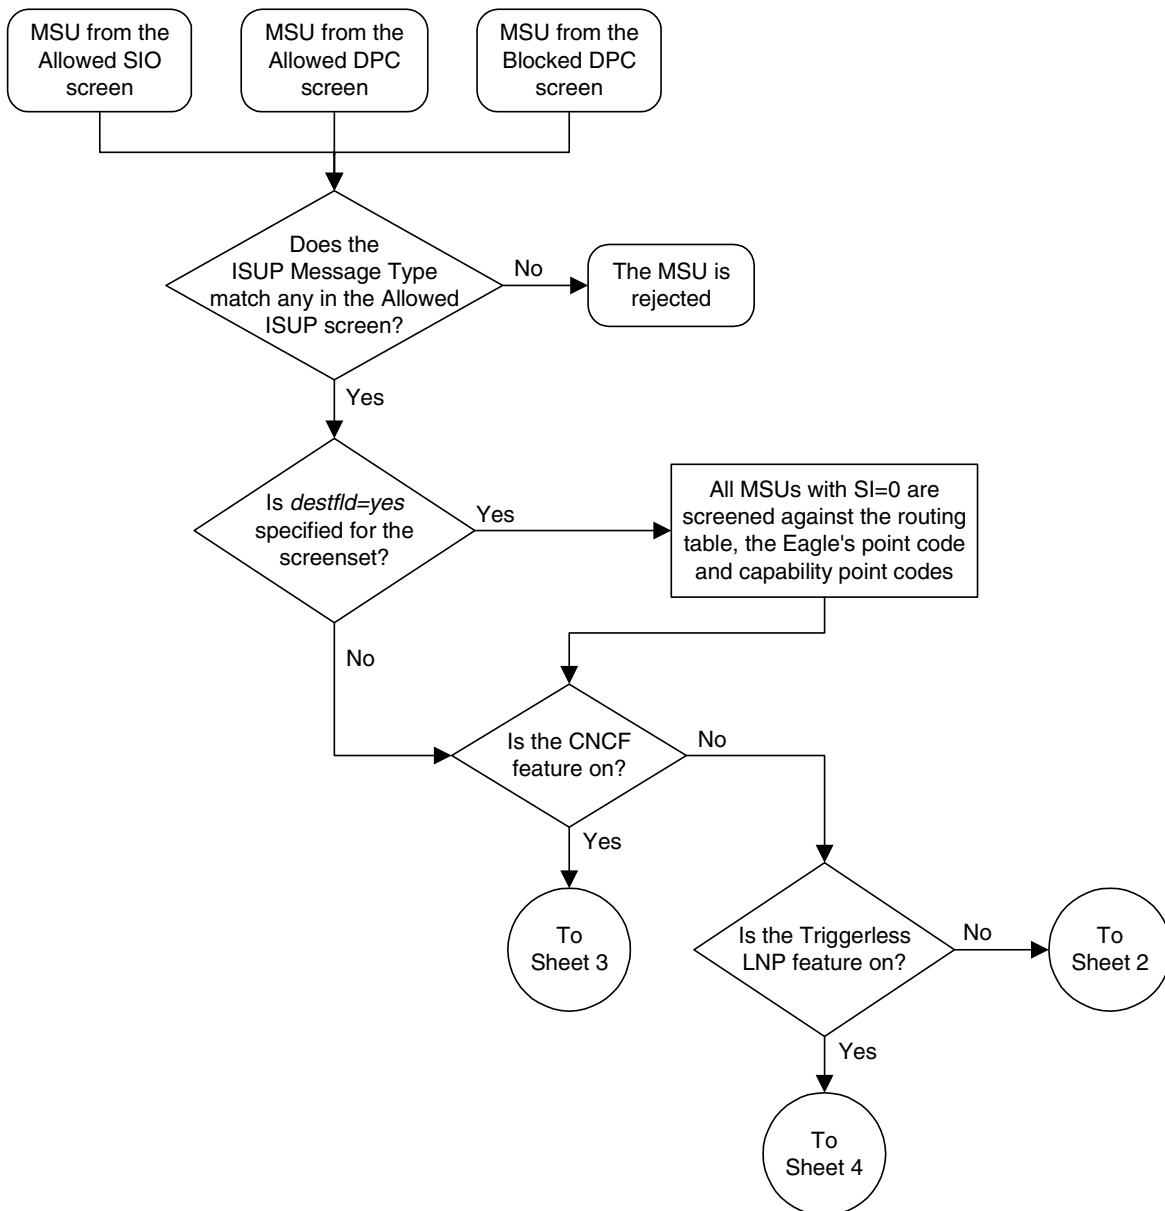 MSU from the
Allowed SIO
screen
MSU from the
Allowed DPC
screen
MSU from the
Blocked DPC
screen
Does the
ISUP Message Type
match any in the Allowed
ISUP screen?
No
The MSU is
rejected
Yes
Is destfld=yes
specified for the
screenset?
Yes
All MSUs with SI=0 are
screened against the routing
table, the Eagle's point code
and capability point codes
No
Is the CNCF
feature on?
No
Yes
To
Sheet 3
Is the Triggerless
LNP feature on?
No
To
Sheet 2
Yes
To
Sheet 4